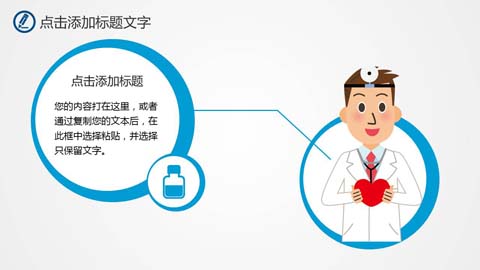 点击添加标题文字
点击添加标题
您的内容打在这里，或者
通过复制您的文本后，在
此框中选择粘贴，并选择
只保留文字。